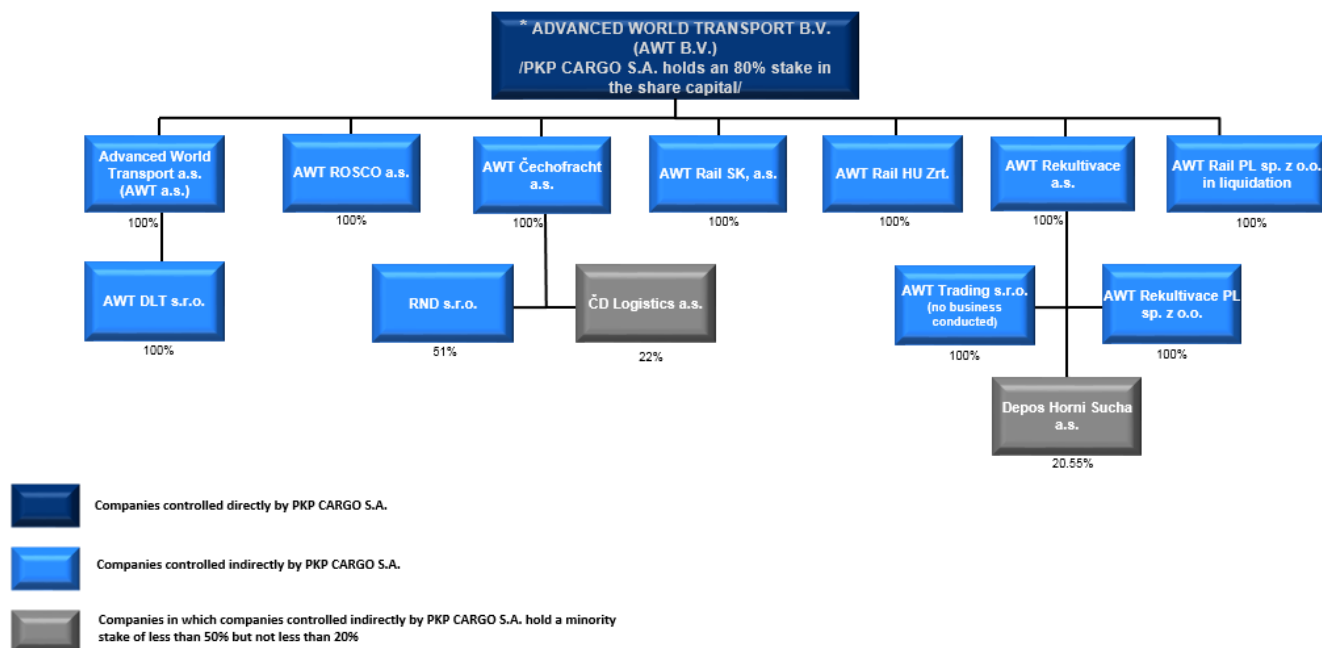 * ADVANCED WORLD TRANSPORT B.V.
(AWT B.V.)
/PKP CARGO S.A. holds an 80% stake in
the share capital/
Advanced World
Transport a.s.
(AWT a.s.)
100%
AWT ROSCO a.s.
100%
AWT Čechofracht
a.s.
100%
AWT Rail SK, a.s.
100%
AWT Rail HU Zrt.
100%
AWT Rekultivace
a.s.
100%
AWT Rail PL sp. z o.o.
in liquidation
100%
AWT DLT s.r.o.
100%
RND s.r.o.
51%
ČD Logistics a.s.
22%
AWT Trading s.r.o.
(no business
conducted)
100%
AWT Rekultivace PL
sp. z o.o.
100%
Depos Horni Sucha
a.s.
20.55%
Companies controlled directly by PKP CARGO S.A.
Companies controlled indirectly by PKP CARGO S.A.
Companies in which companies controlled indirectly by PKP CARGO S.A. hold a minority
stake of less than 50% but not less than 20%